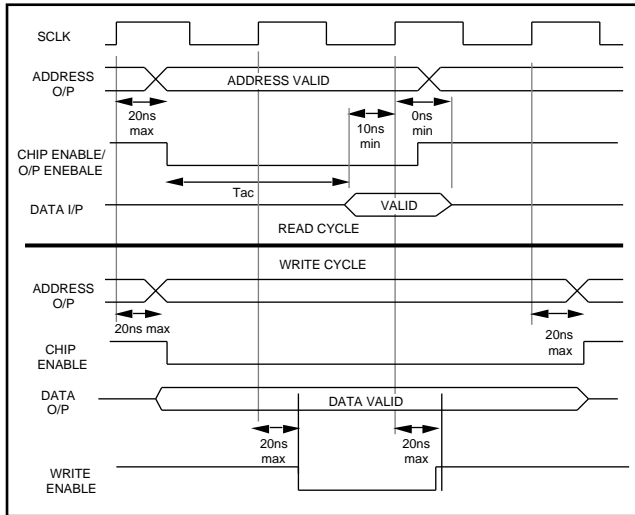 SCLK
ADDRESS
O/P
ADDRESS VALID
20ns
max
10ns
min
0ns
min
CHIP ENABLE/
O/P ENEBALE
Tac
DATA I/P
VALID
READ CYCLE
WRITE CYCLE
ADDRESS
O/P
20ns max
20ns
max
CHIP
ENABLE
DATA
O/P
DATA VALID
20ns
max
20ns
max
WRITE
ENABLE